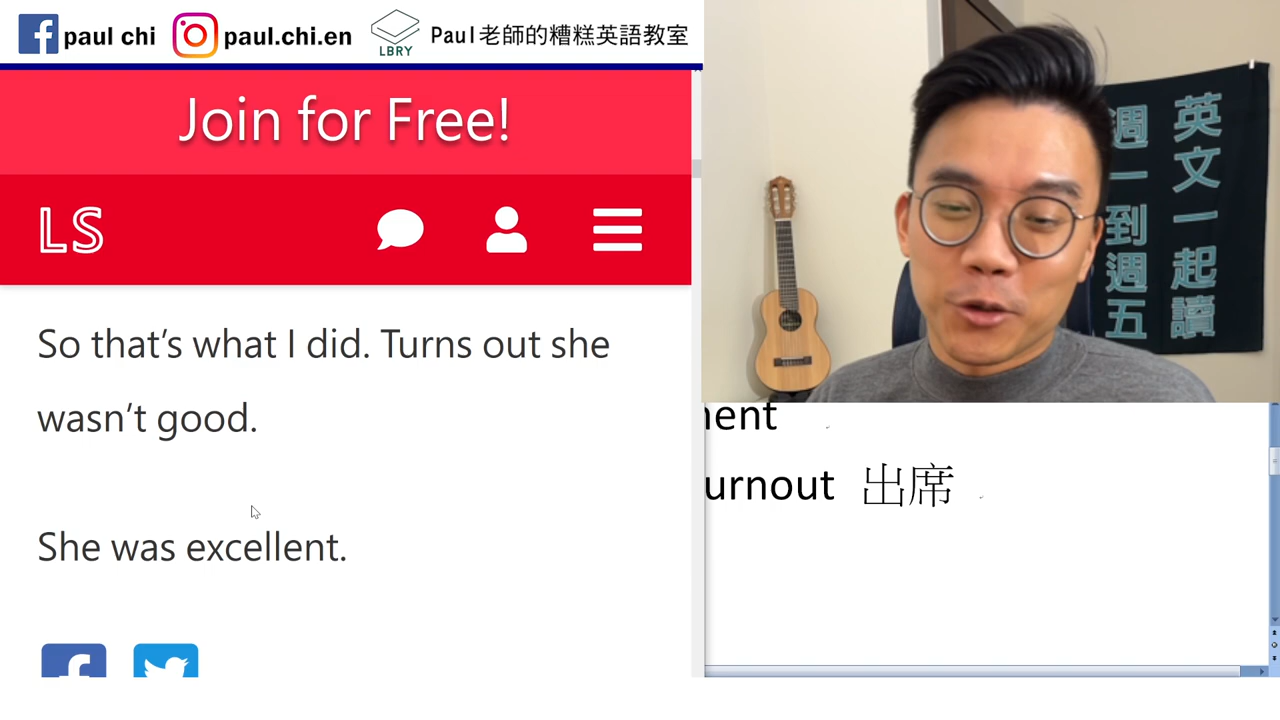 paul chi paul.chi.en LBRY Paul老師的糟糕英語教室
Join for Free!
LS
So that's what I did. Turns out she
wasn't good.
She was excellent.
英文一起讀
週一到週五
urnout 出席